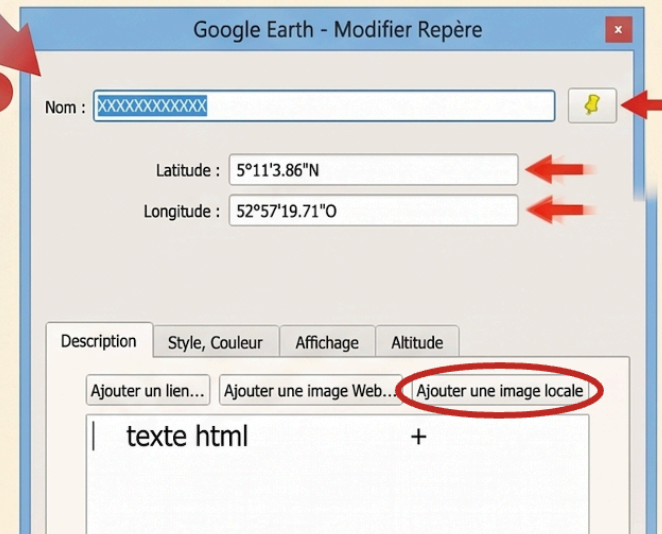 Google Earth - Modifier Repère
x
Nom : XXXXXXXXXXXX
Latitude : 5°11'3.86"N
Longitude : 52°57'19.71"O
Description Style, Couleur Affichage Altitude
Ajouter un lien... Ajouter une image Web... Ajouter une image locale
texte html +